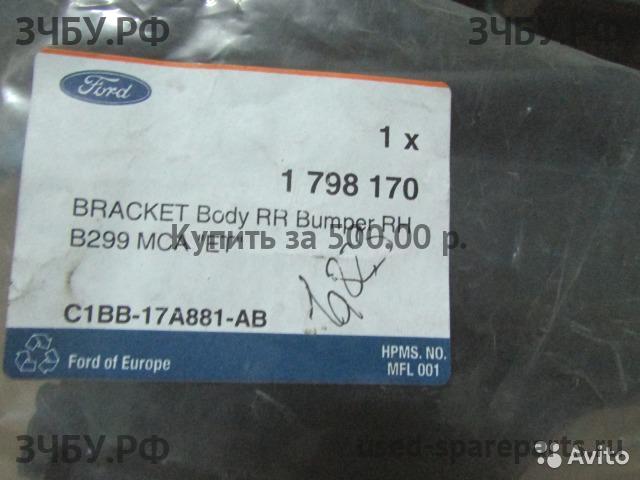 ЗЧБУ.РФ
ЗЧБУ.РФ
Ford
1 x
1 798 170
BRACKET Body RR Bumper RH
B299 MCA "ET"
Купить за 500,00 р.
C1BB-17A881-AB
Ford of Europe
HPMS. NO.
MFL 001
ЗЧБУ.РФ
used-spareparts.ru
Avito